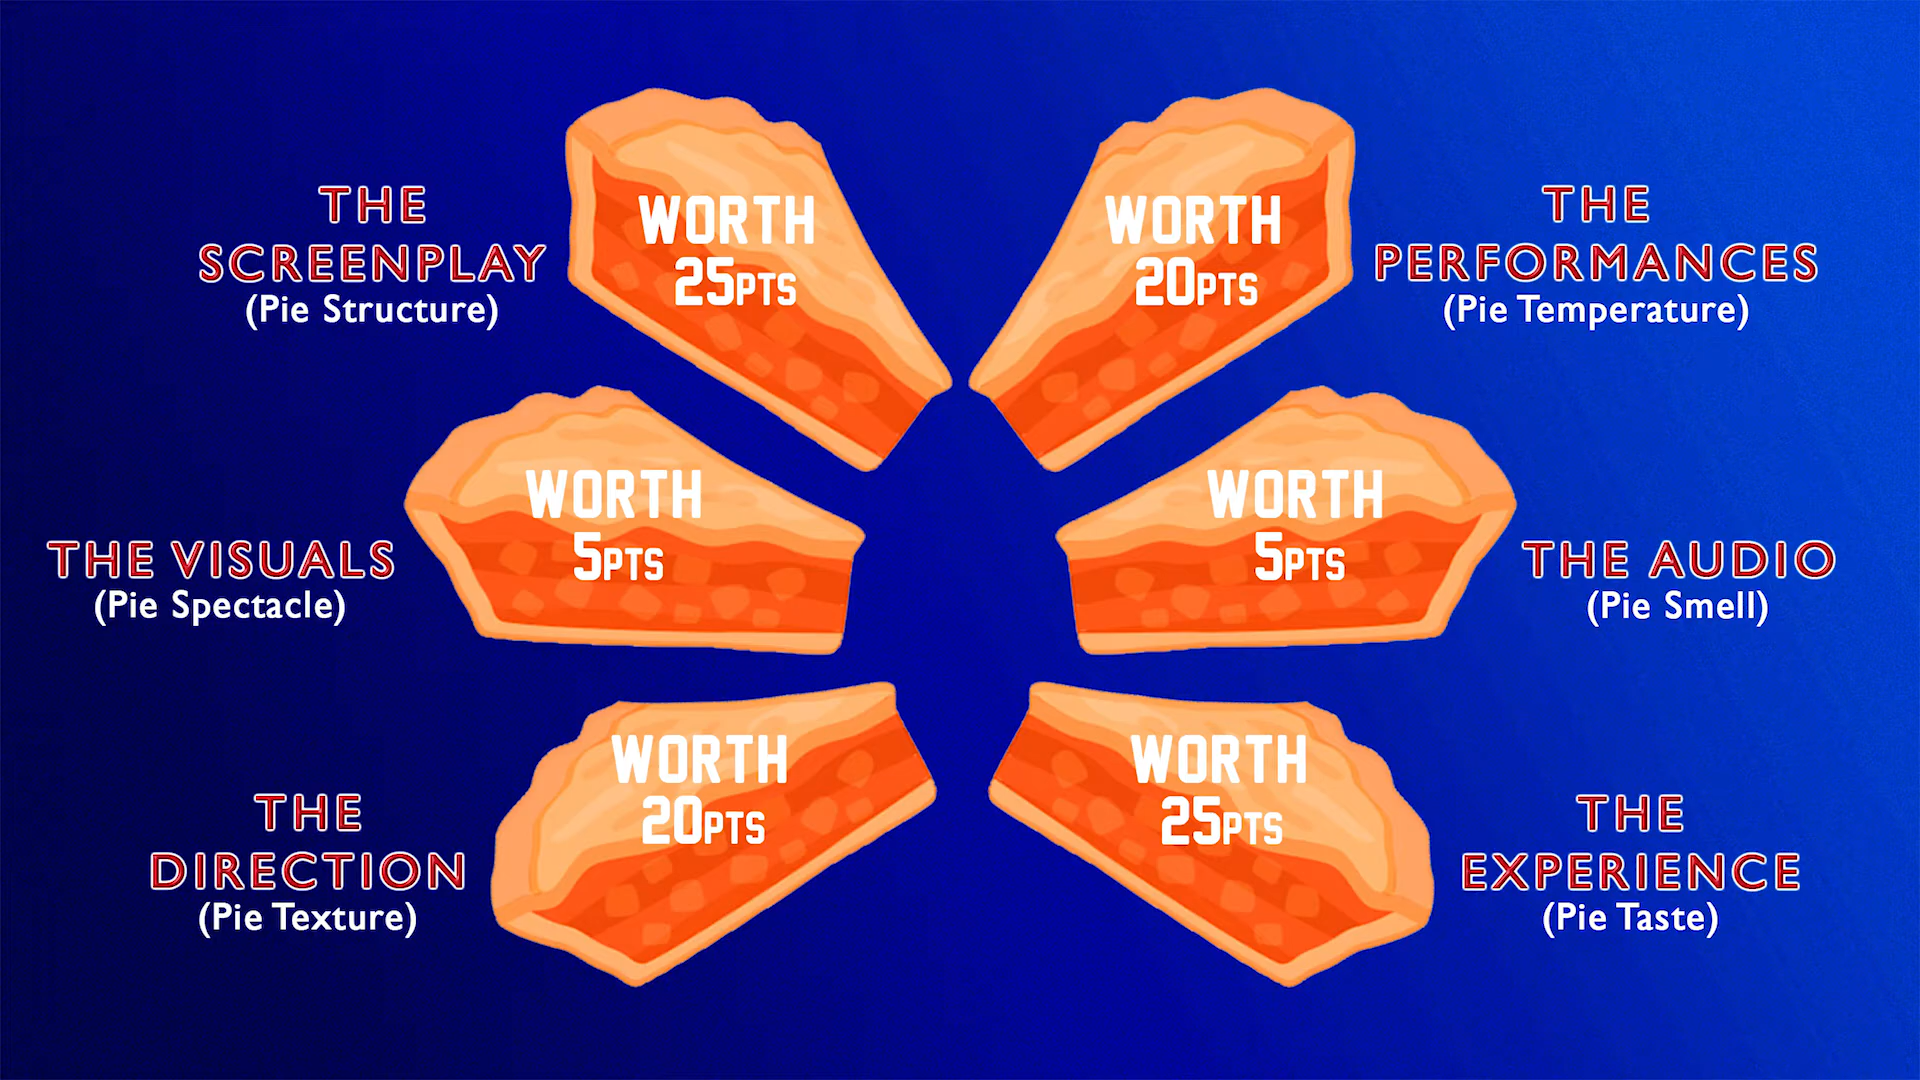 THE
SCREENPLAY
(Pie Structure)
WORTH
25PTS
WORTH
20PTS
THE
PERFORMANCES
(Pie Temperature)
THE VISUALS
(Pie Spectacle)
WORTH
5PTS
WORTH
5PTS
THE AUDIO
(Pie Smell)
THE
DIRECTION
(Pie Texture)
WORTH
20PTS
WORTH
25PTS
THE
EXPERIENCE
(Pie Taste)